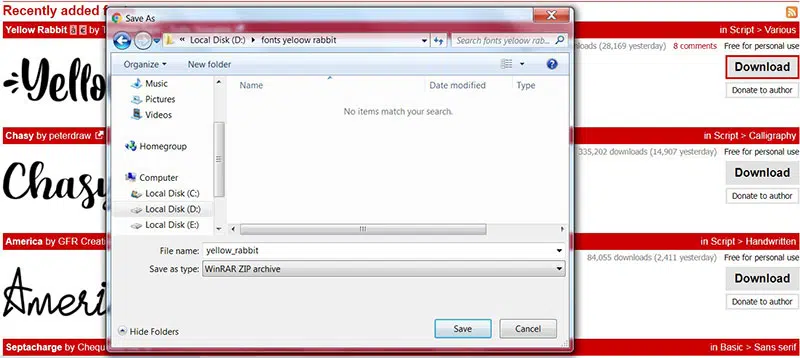 Recently added f
Yellow Rabbit à € by T
in Script > Various
Save As
« Local Disk (D:) ▸ fonts yeloow rabbit
Search fonts yeloow rab...
Organize
New folder
Music
Pictures
Videos
Homegroup
Computer
Local Disk (C:)
Local Disk (D:)
Local Disk (E:)
Name
Date modified
Type
No items match your search.
File name: yellow_rabbit
Save as type: WinRAR ZIP archive
Hide Folders
Save
Cancel
Yello
downloads (28,169 yesterday) 8 comments Free for personal use
Download
Donate to author
Chasy by peterdraw
in Script > Calligraphy
Chasy
335,202 downloads (14,907 yesterday) Free for personal use
Download
Donate to author
America by GFR Creati
in Script > Handwritten
Ameri
84,055 downloads (2,411 yesterday) Free for personal use
Download
Donate to author
Septacharge by Chequ
in Basic > Sans serif